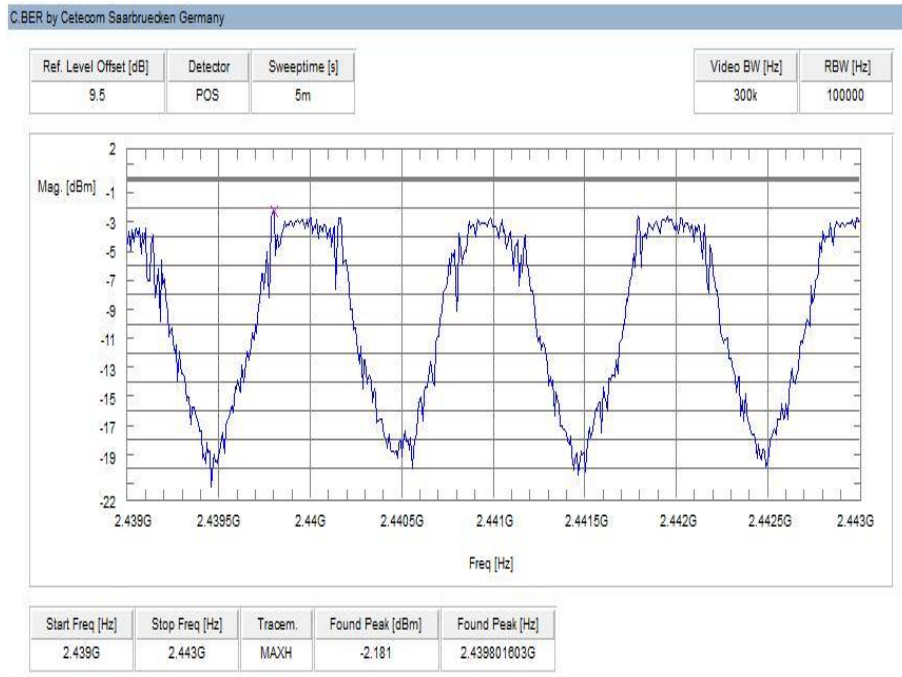 C.BER by Cetecom Saarbruecken Germany
Ref. Level Offset [dB] Detector Sweeptime [s] Video BW [Hz] RBW [Hz]
9.5 POS 5m 300k 100000
Mag. [dBm]
2
-1
-3
-5
-7
-9
-11
-13
-15
-17
-19
-22
2.439G 2.4395G 2.44G 2.4405G 2.441G 2.4415G 2.442G 2.4425G 2.443G
Freq [Hz]
Start Freq [Hz] Stop Freq [Hz] Tracem. Found Peak [dBm] Found Peak [Hz]
2.439G 2.443G MAXH -2.181 2.439801603G